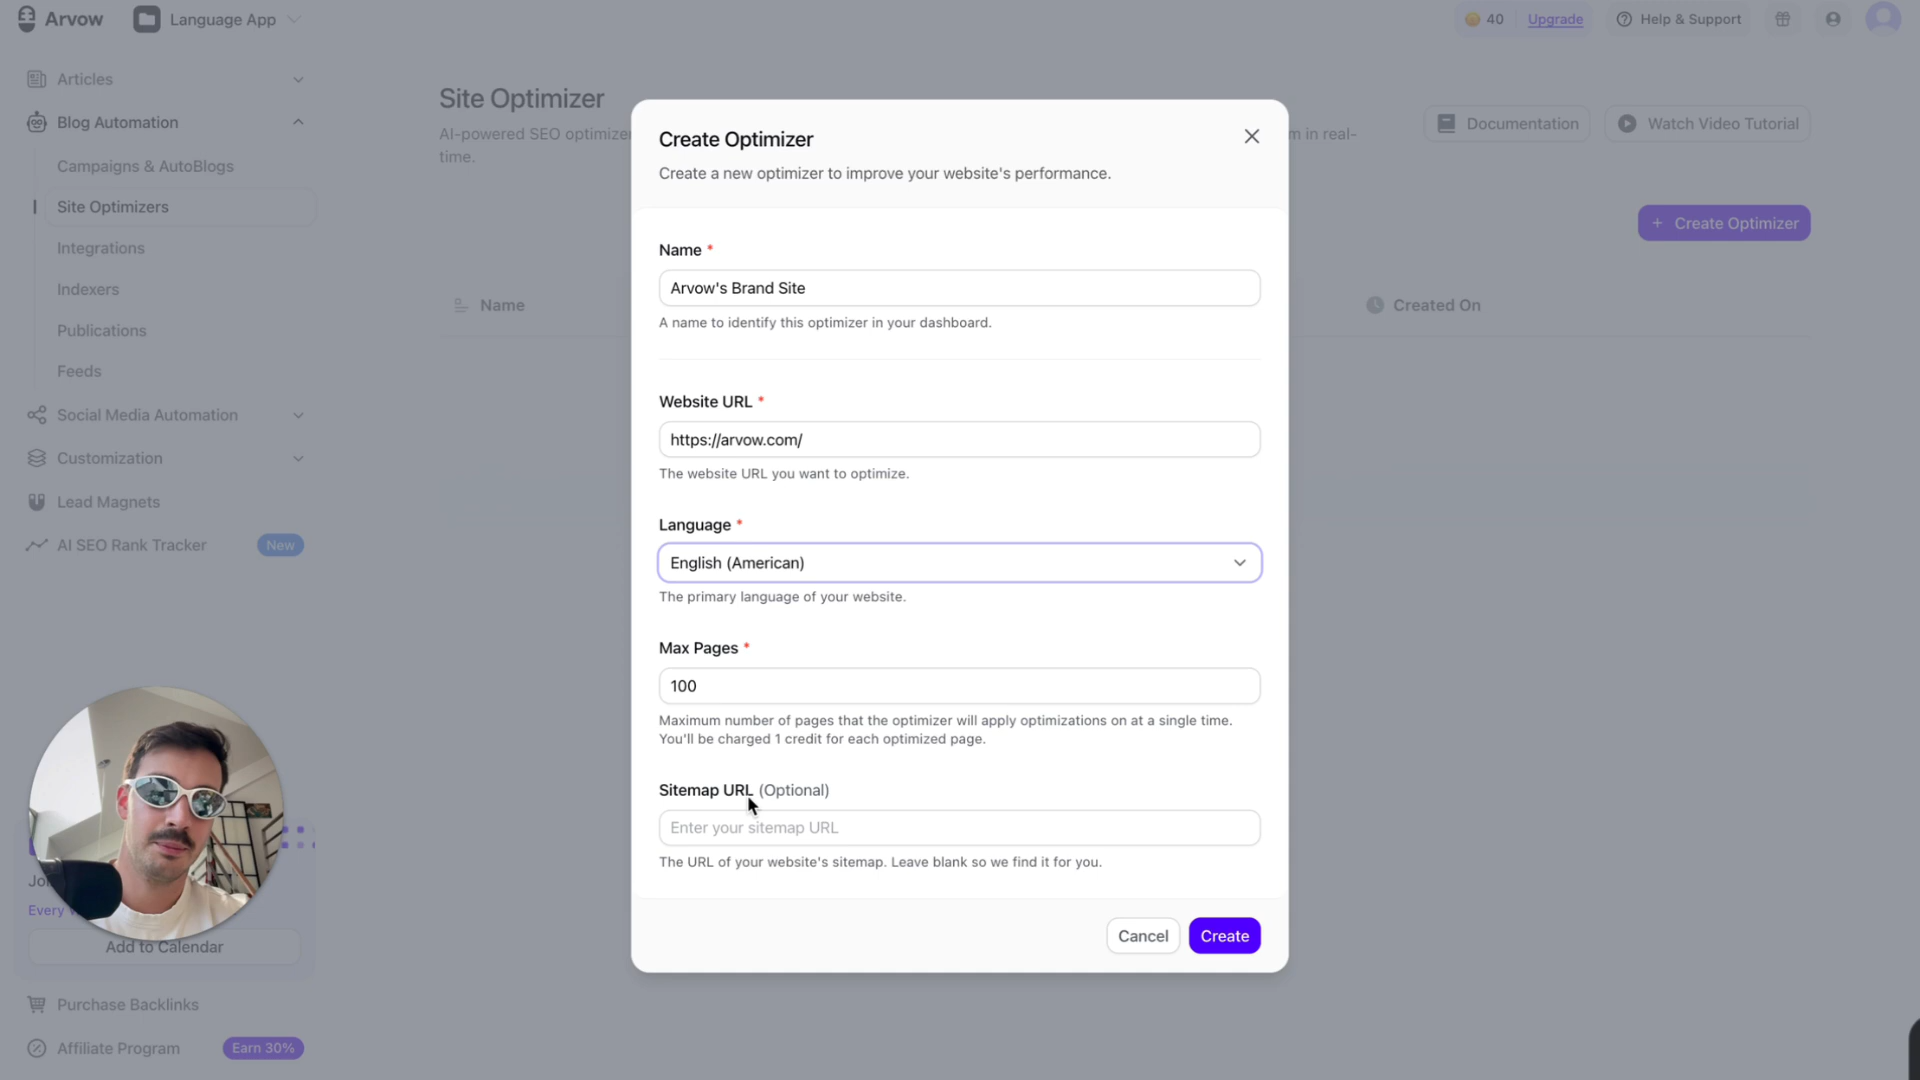 Arvow
Language App
40
Upgrade
Help & Support
Articles
Blog Automation
Campaigns & AutoBlogs
Site Optimizers
Integrations
Indexers
Publications
Feeds
Social Media Automation
Customization
Lead Magnets
AI SEO Rank Tracker
New
Every
Add to Calendar
Purchase Backlinks
Affiliate Program
Earn 30%
Site Optimizer
AI-powered SEO optimizer
m in real-
time.
Documentation
Watch Video Tutorial
+ Create Optimizer
Name
Created On
Create Optimizer
Create a new optimizer to improve your website's performance.
Name *
Arvow's Brand Site
A name to identify this optimizer in your dashboard.
Website URL *
https://arvow.com/
The website URL you want to optimize.
Language *
English (American)
The primary language of your website.
Max Pages *
100
Maximum number of pages that the optimizer will apply optimizations on at a single time.
You'll be charged 1 credit for each optimized page.
Sitemap URL (Optional)
Enter your sitemap URL
The URL of your website's sitemap. Leave blank so we find it for you.
Cancel
Create